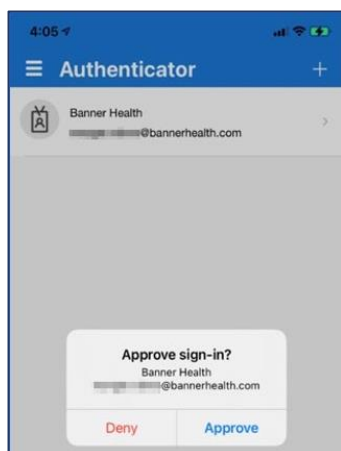 4:05
Authenticator
Banner Health
@bannerhealth.com
Approve sign-in?
Banner Health
@bannerhealth.com
Deny
Approve